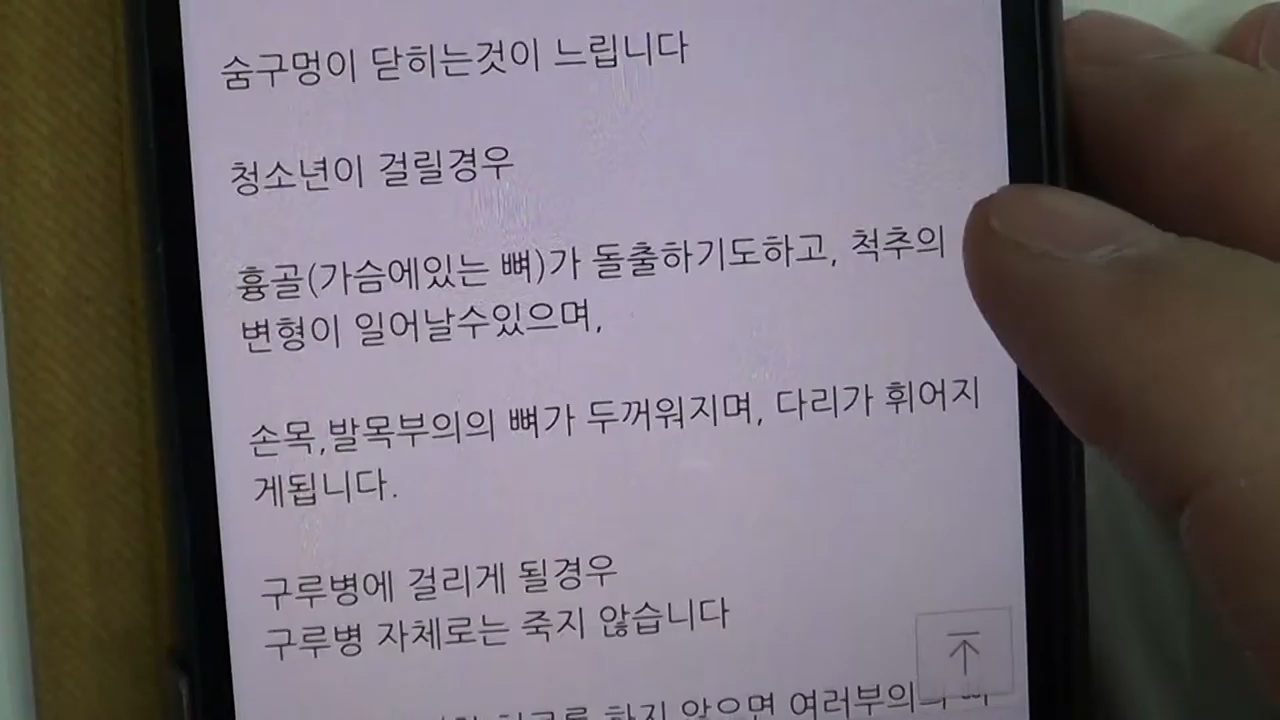 숨구멍이 닫히는것이 느립니다
청소년이 걸릴경우
흉골(가슴에있는 뼈)가 돌출하기도하고, 척추의
변형이 일어날수있으며,
손목,발목부의의 뼈가 두꺼워지며, 다리가 휘어지
게됩니다.
구루병에 걸리게 될경우
구루병 자체로는 죽지 않습니다
하지 않으면